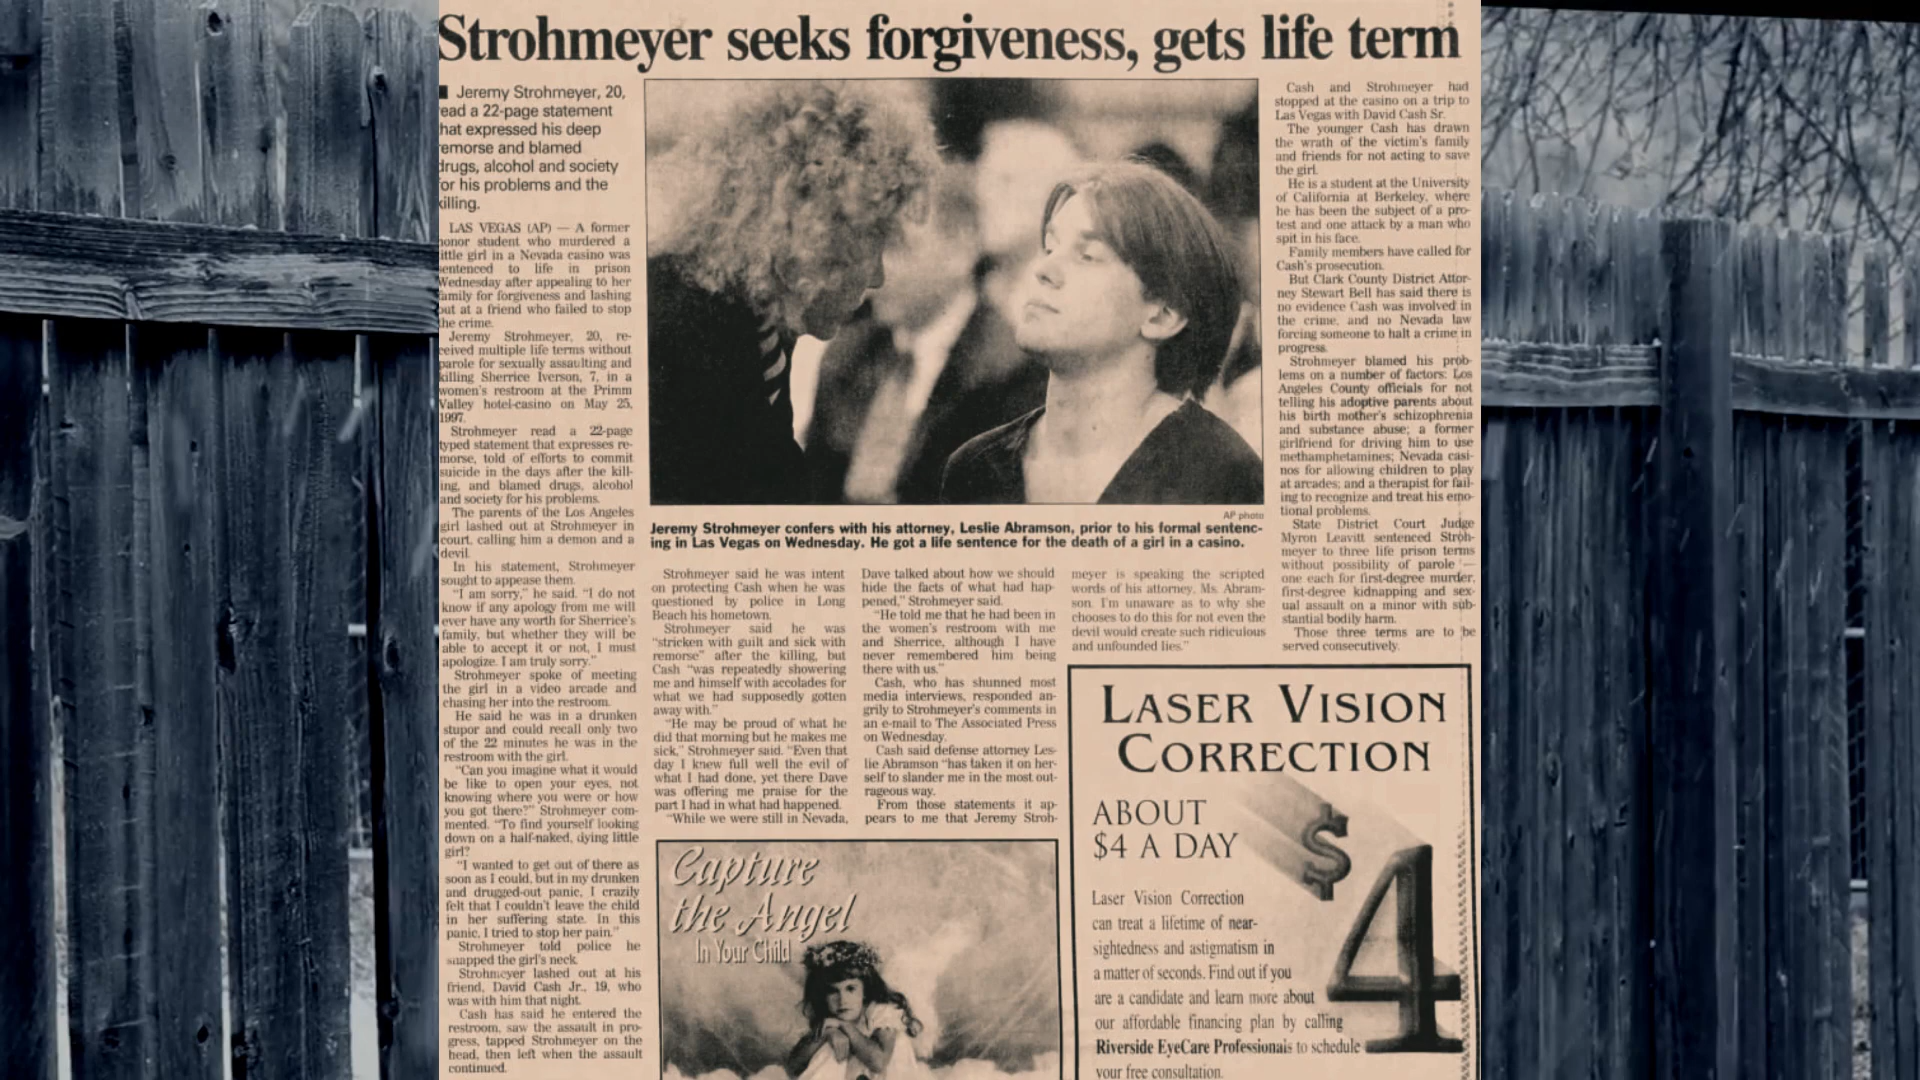 Strohmeyer seeks forgiveness, gets life term
■ Jeremy Strohmeyer, 20,
ead a 22-page statement
hat expressed his deep
emorse and blamed
drugs, alcohol and society
or his problems and the
killing.
LAS VEGAS (AP) — A former
onor student who murdered a
ittle girl in a Nevada casino was
entenced to life in prison
Wednesday after appealing to her
family for forgiveness and lashing
out at a friend who failed to stop
the crime.
Jeremy Strohmeyer, 20, re-
ceived multiple life terms without
parole for sexually assaulting and
killing Sherrice Iverson, 7, in a
women's restroom at the Primm
Valley hotel-casino on May 25,
1997.
Strohmeyer read a 22-page
typed statement that expresses re-
morse, told of efforts to commit
suicide in the days after the kill-
ing, and blamed drugs, alcohol
and society for his problems.
The parents of the Los Angeles
girl lashed out at Strohmeyer in
court, calling him a demon and a
devil.
In his statement, Strohmeyer
sought to appease them.
"I am sorry," he said. "I do not
know if any apology from me will
ever have any worth for Sherrice's
family, but whether they will be
able to accept it or not, I must
apologize. I am truly sorry."
Strohmeyer spoke of meeting
the girl in a video arcade and
chasing her into the restroom.
He said he was in a drunken
stupor and could recall only two
of the 22 minutes he was in the
restroom with the girl.
"Can you imagine what it would
be like to open your eyes, not
knowing where you were or how
you got there?" Strohmeyer com-
mented. "To find yourself looking
down on a half-naked, dying little
girl?
"I wanted to get out of there as
soon as I could, but in my drunken
and drugged-out panic, I crazily
felt that I couldn't leave the child
in her suffering state. In this
panic, I tried to stop her pain."
Strohmeyer told police he
snapped the girl's neck.
Strohmeyer lashed out at his
friend, David Cash Jr., 19, who
was with him that night.
Cash has said he entered the
restroom, saw the assault in pro-
gress, tapped Strohmeyer on the
head, then left when the assault
continued.
AP photo
Jeremy Strohmeyer confers with his attorney, Leslie Abramson, prior to his formal sentenc-
ing in Las Vegas on Wednesday. He got a life sentence for the death of a girl in a casino.
Strohmeyer said he was intent
on protecting Cash when he was
questioned by police in Long
Beach his hometown.
Strohmeyer said he was
"stricken with guilt and sick with
remorse" after the killing, but
Cash "was repeatedly showering
me and himself with accolades for
what we had supposedly gotten
away with."
"He may be proud of what he
did that morning but he makes me
sick," Strohmeyer said. "Even that
day I knew full well the evil of
what I had done, yet there Dave
was offering me praise for the
part I had in what had happened.
"While we were still in Nevada,
Dave talked about how we should
hide the facts of what had hap-
pened," Strohmeyer said.
"He told me that he had been in
the women's restroom with me
and Sherrice, although I have
never remembered him being
there with us."
Cash, who has shunned most
media interviews, responded an-
grily to Strohmeyer's comments in
an e-mail to The Associated Press
on Wednesday.
Cash said defense attorney Les-
lie Abramson "has taken it on her-
self to slander me in the most out-
rageous way.
From those statements it ap-
pears to me that Jeremy Stroh-
meyer is speaking the scripted
words of his attorney, Ms. Abram-
son. I'm unaware as to why she
chooses to do this for not even the
devil would create such ridiculous
and unfounded lies."
Cash and Strohmeyer had
stopped at the casino on a trip to
Las Vegas with David Cash Sr.
The younger Cash has drawn
the wrath of the victim's family
and friends for not acting to save
the girl.
He is a student at the University
of California at Berkeley, where
he has been the subject of a pro-
test and one attack by a man who
spit in his face.
Family members have called for
Cash's prosecution.
But Clark County District Attor-
ney Stewart Bell has said there is
no evidence Cash was involved in
the crime, and no Nevada law
forcing someone to halt a crime in
progress.
Strohmeyer blamed his prob-
lems on a number of factors: Los
Angeles County officials for not
telling his adoptive parents about
his birth mother's schizophrenia
and substance abuse; a former
girlfriend for driving him to use
methamphetamines; Nevada casi-
nos for allowing children to play
at arcades; and a therapist for fail-
ing to recognize and treat his emo-
tional problems.
State District Court Judge
Myron Leavitt sentenced Stroh-
meyer to three life prison terms
without possibility of parole —
one each for first-degree murder,
first-degree kidnapping and sex-
ual assault on a minor with sub-
stantial bodily harm.
Those three terms are to be
served consecutively.
Capture
the Angel
In Your Child
LASER VISION
CORRECTION
ABOUT
$4 A DAY
$4
Laser Vision Correction
can treat a lifetime of near-
sightedness and astigmatism in
a matter of seconds. Find out if you
are a candidate and learn more about
our affordable financing plan by calling
Riverside EyeCare Professionals to schedule
your free consultation.